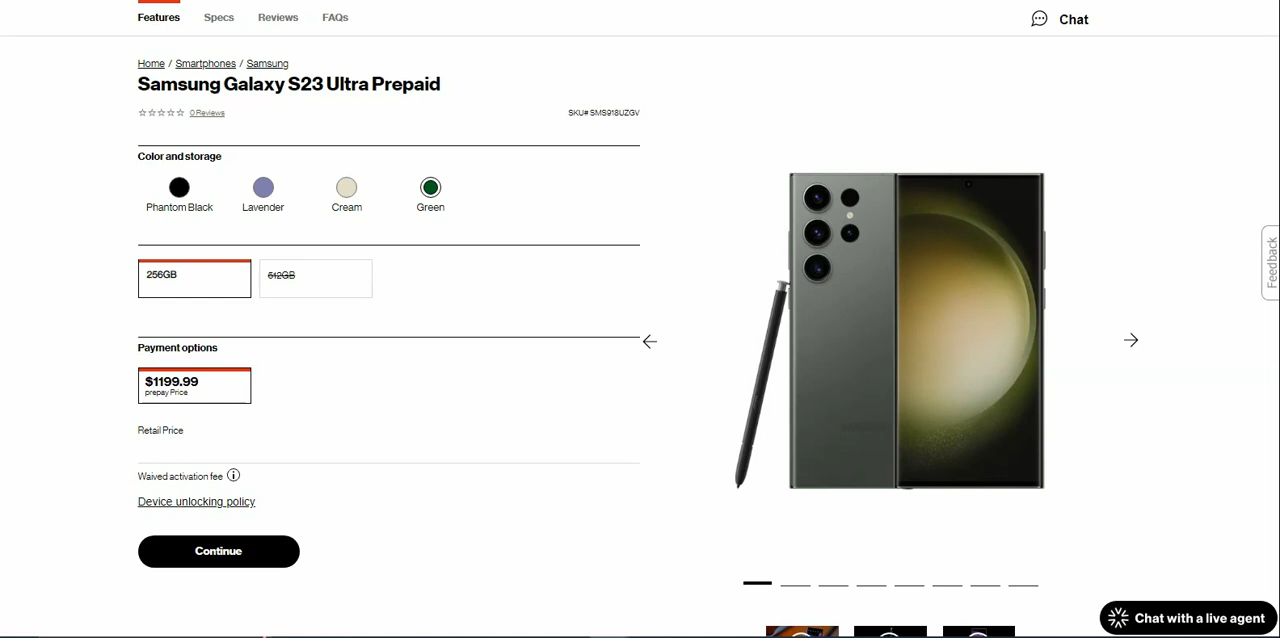 Features Specs Reviews FAQs Chat
Home / Smartphones / Samsung
Samsung Galaxy S23 Ultra Prepaid
0 Reviews SKU# SMS918UZGV
Color and storage
Phantom Black Lavender Cream Green
256GB 512GB
Payment options
$1199.99
prepay Price
Retail Price
Waived activation fee
Device unlocking policy
Continue
Feedback
Chat with a live agent